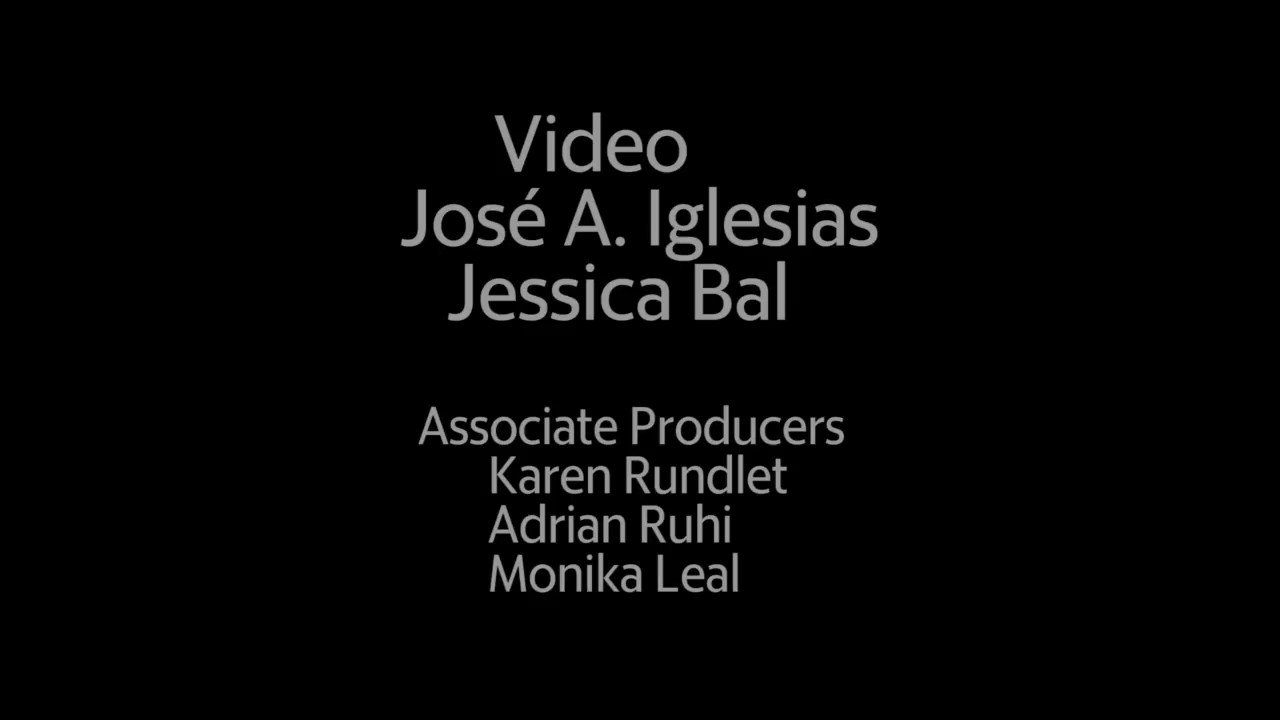 Video
José A. Iglesias
Jessica Bal
Associate Producers
Karen Rundlet
Adrian Ruhi
Monika Leal